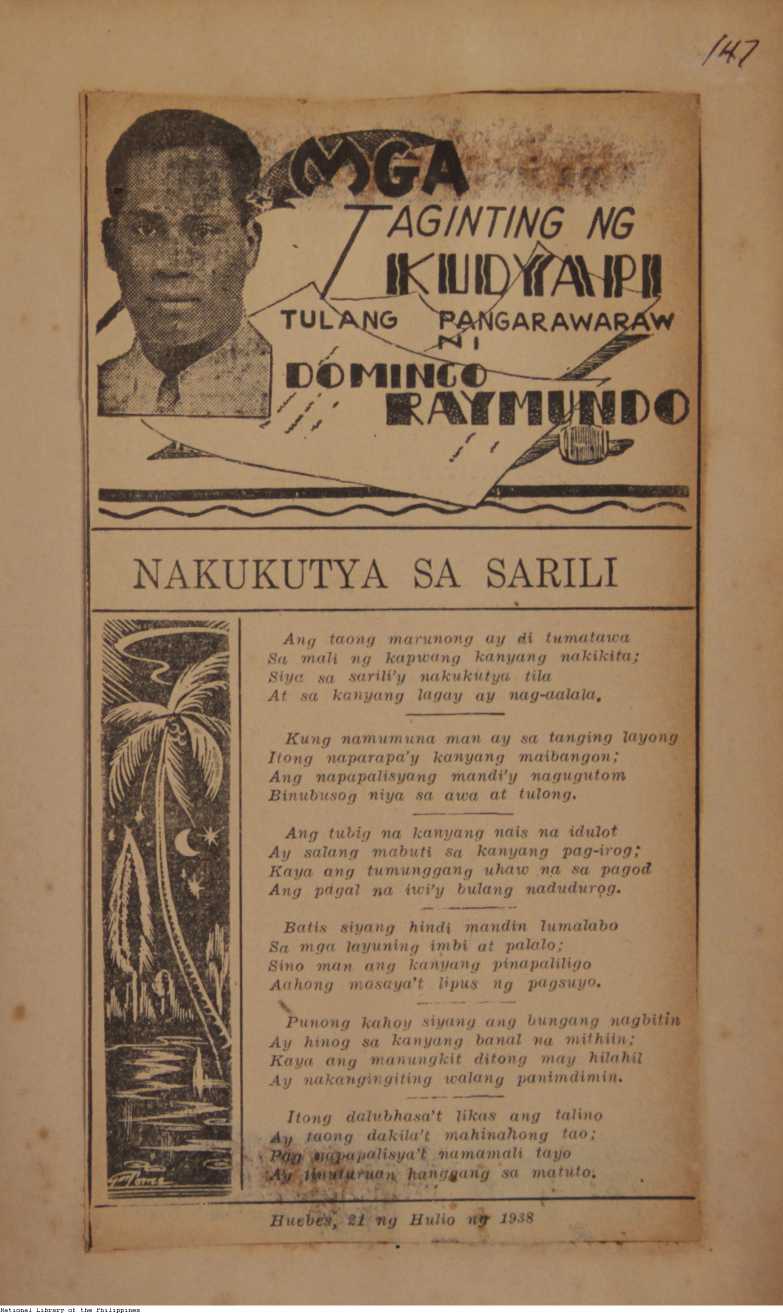 147
MGA
TAGINTING NG
KUDYAPI
TULANG PANGARAWARAW
NI
DOMINGO
RAYMUNDO
NAKUKUTYA SA SARILI
Ang taong marunong ay di tumatawa
Sa mali ng kapwang kanyang nakikita;
Siya sa sarili'y nakukutya tila
At sa kanyang lagay ay nag-aalala.
Kung namumuna man ay sa tanging layong
Itong naparapa'y kanyang maibangon;
Ang napapalisyang mandi'y nagugutom
Binubusog niya sa awa at tulong.
Ang tubig na kanyang nais na idulot
Ay salang mabuti sa kanyang pag-irog;
Kaya ang tumunggang uhaw na sa pagod
Ang pagal na iwi'y bulang nadudurog.
Batis siyang hindi mandin lumalabo
Sa mga layuning imbi at palalo;
Sino man ang kanyang pinapaliligo
Aahong masaya't lipus ng pagsuyo.
Punong kahoy siyang ang bungang nagbitin
Ay hinog sa kanyang banal na mithiin;
Kaya ang manungkit ditong may hilahil
Ay nakangingiting walang panimdimin.
Itong dalubhasa't likas ang talino
Ay taong dakila't mahinahong tao;
Pag napapalisya't namamali tayo
Ay tinuturuan hanggang sa matuto.
Huebes, 21 ng Hulio ng 1938
National Library of the Philippines